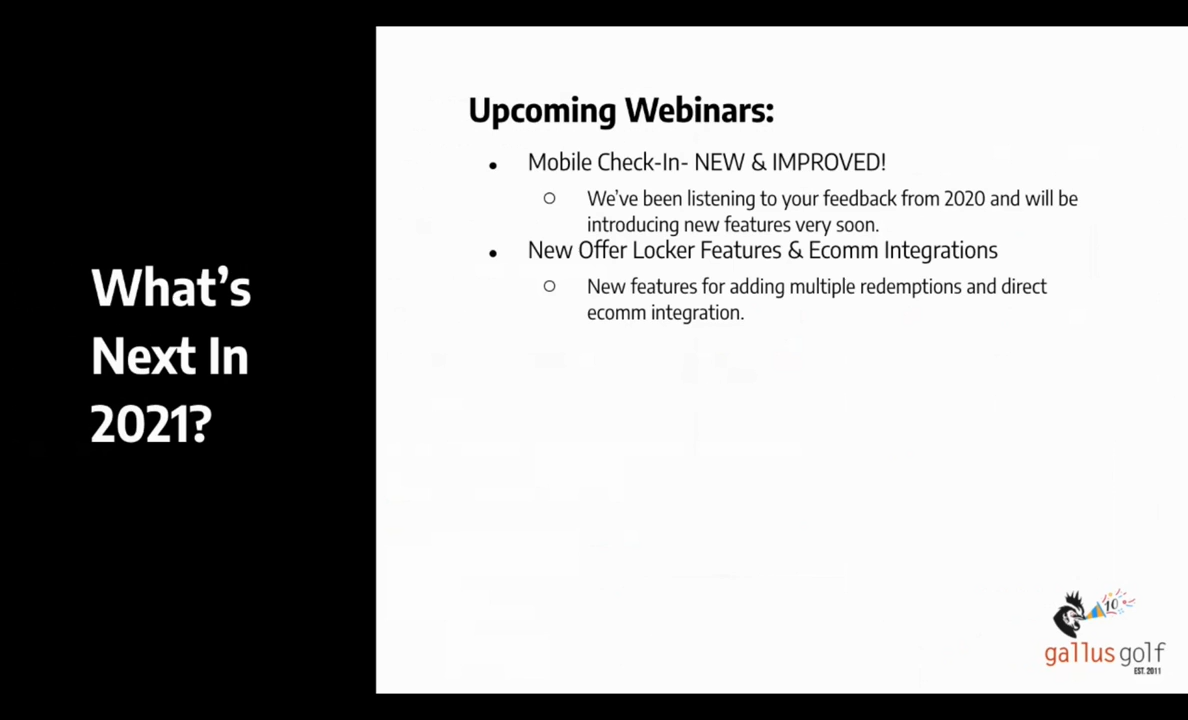 What's
Next In
2021?
Upcoming Webinars:
● Mobile Check-In- NEW & IMPROVED!
○ We've been listening to your feedback from 2020 and will be
introducing new features very soon.
● New Offer Locker Features & Ecomm Integrations
○ New features for adding multiple redemptions and direct
ecomm integration.
10
gallus golf
EST. 2011